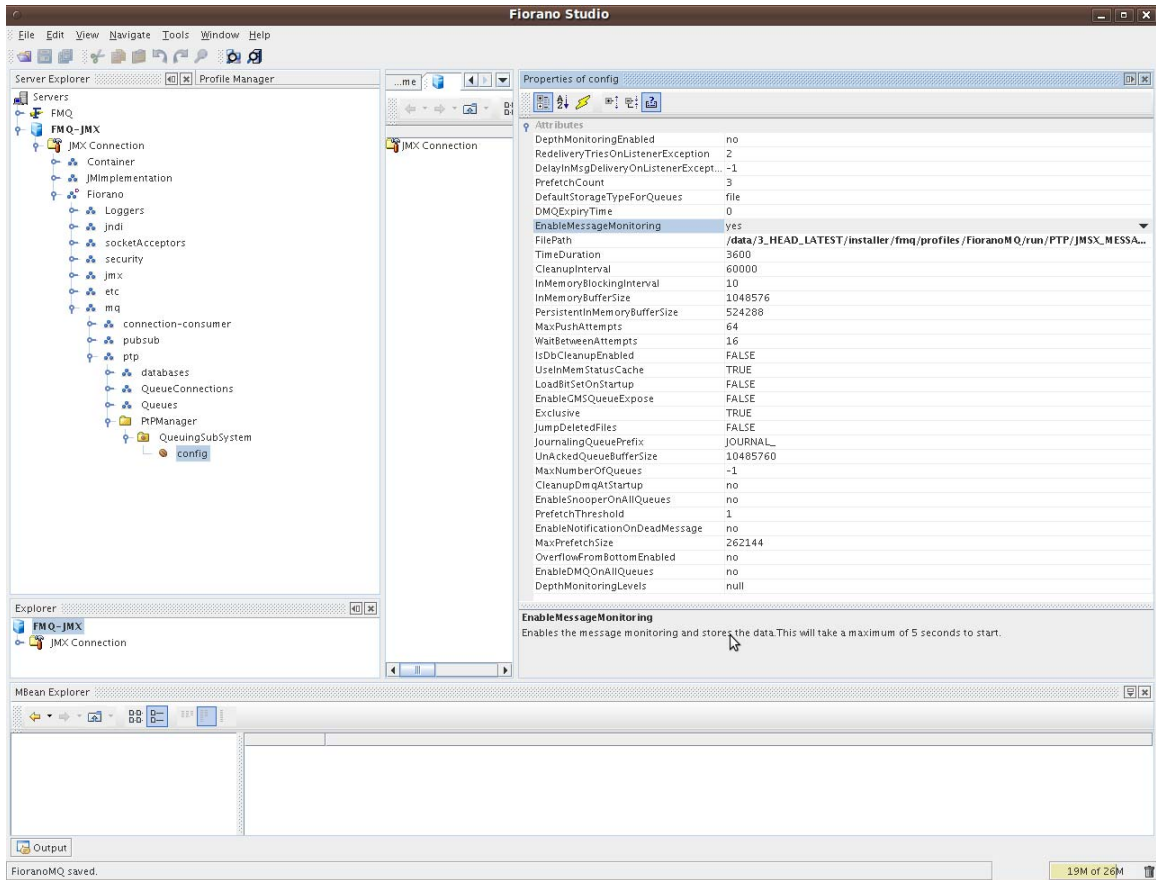 Fiorano Studio
File Edit View Navigate Tools Window Help
Server Explorer Profile Manager
Servers
FMQ
FMQ-JMX
JMX Connection
Container
JMImplementation
Fiorano
Loggers
jndi
socketAcceptors
security
jmx
etc
mq
connection-consumer
pubsub
ptp
databases
QueueConnections
Queues
PtPManager
QueuingSubSystem
config
Explorer
FMQ-JMX
JMX Connection
...me
JMX Connection
Properties of config
Attributes
DepthMonitoringEnabled no
RedeliveryTriesOnListenerException 2
DelayInMsgDeliveryOnListenerExcept... -1
PrefetchCount 3
DefaultStorageTypeForQueues file
DMQExpiryTime 0
EnableMessageMonitoring yes
FilePath /data/3_HEAD_LATEST/installer/fmq/profiles/FioranoMQ/run/PTP/JMSX_MESSA...
TimeDuration 3600
CleanupInterval 60000
InMemoryBlockingInterval 10
InMemoryBufferSize 1048576
PersistentInMemoryBufferSize 524288
MaxPushAttempts 64
WaitBetweenAttempts 16
IsDbCleanupEnabled FALSE
UseInMemStatusCache TRUE
LoadBitSetOnStartup FALSE
EnableGMSQueueExpose FALSE
Exclusive TRUE
JumpDeletedFiles FALSE
JournalingQueuePrefix JOURNAL_
UnAckedQueueBufferSize 10485760
MaxNumberOfQueues -1
CleanupDmqAtStartup no
EnableSnooperOnAllQueues no
PrefetchThreshold 1
EnableNotificationOnDeadMessage no
MaxPrefetchSize 262144
OverflowFromBottomEnabled no
EnableDMQOnAllQueues no
DepthMonitoringLevels null
EnableMessageMonitoring
Enables the message monitoring and stores the data.This will take a maximum of 5 seconds to start.
MBean Explorer
Output
FioranoMQ saved.
19M of 26M